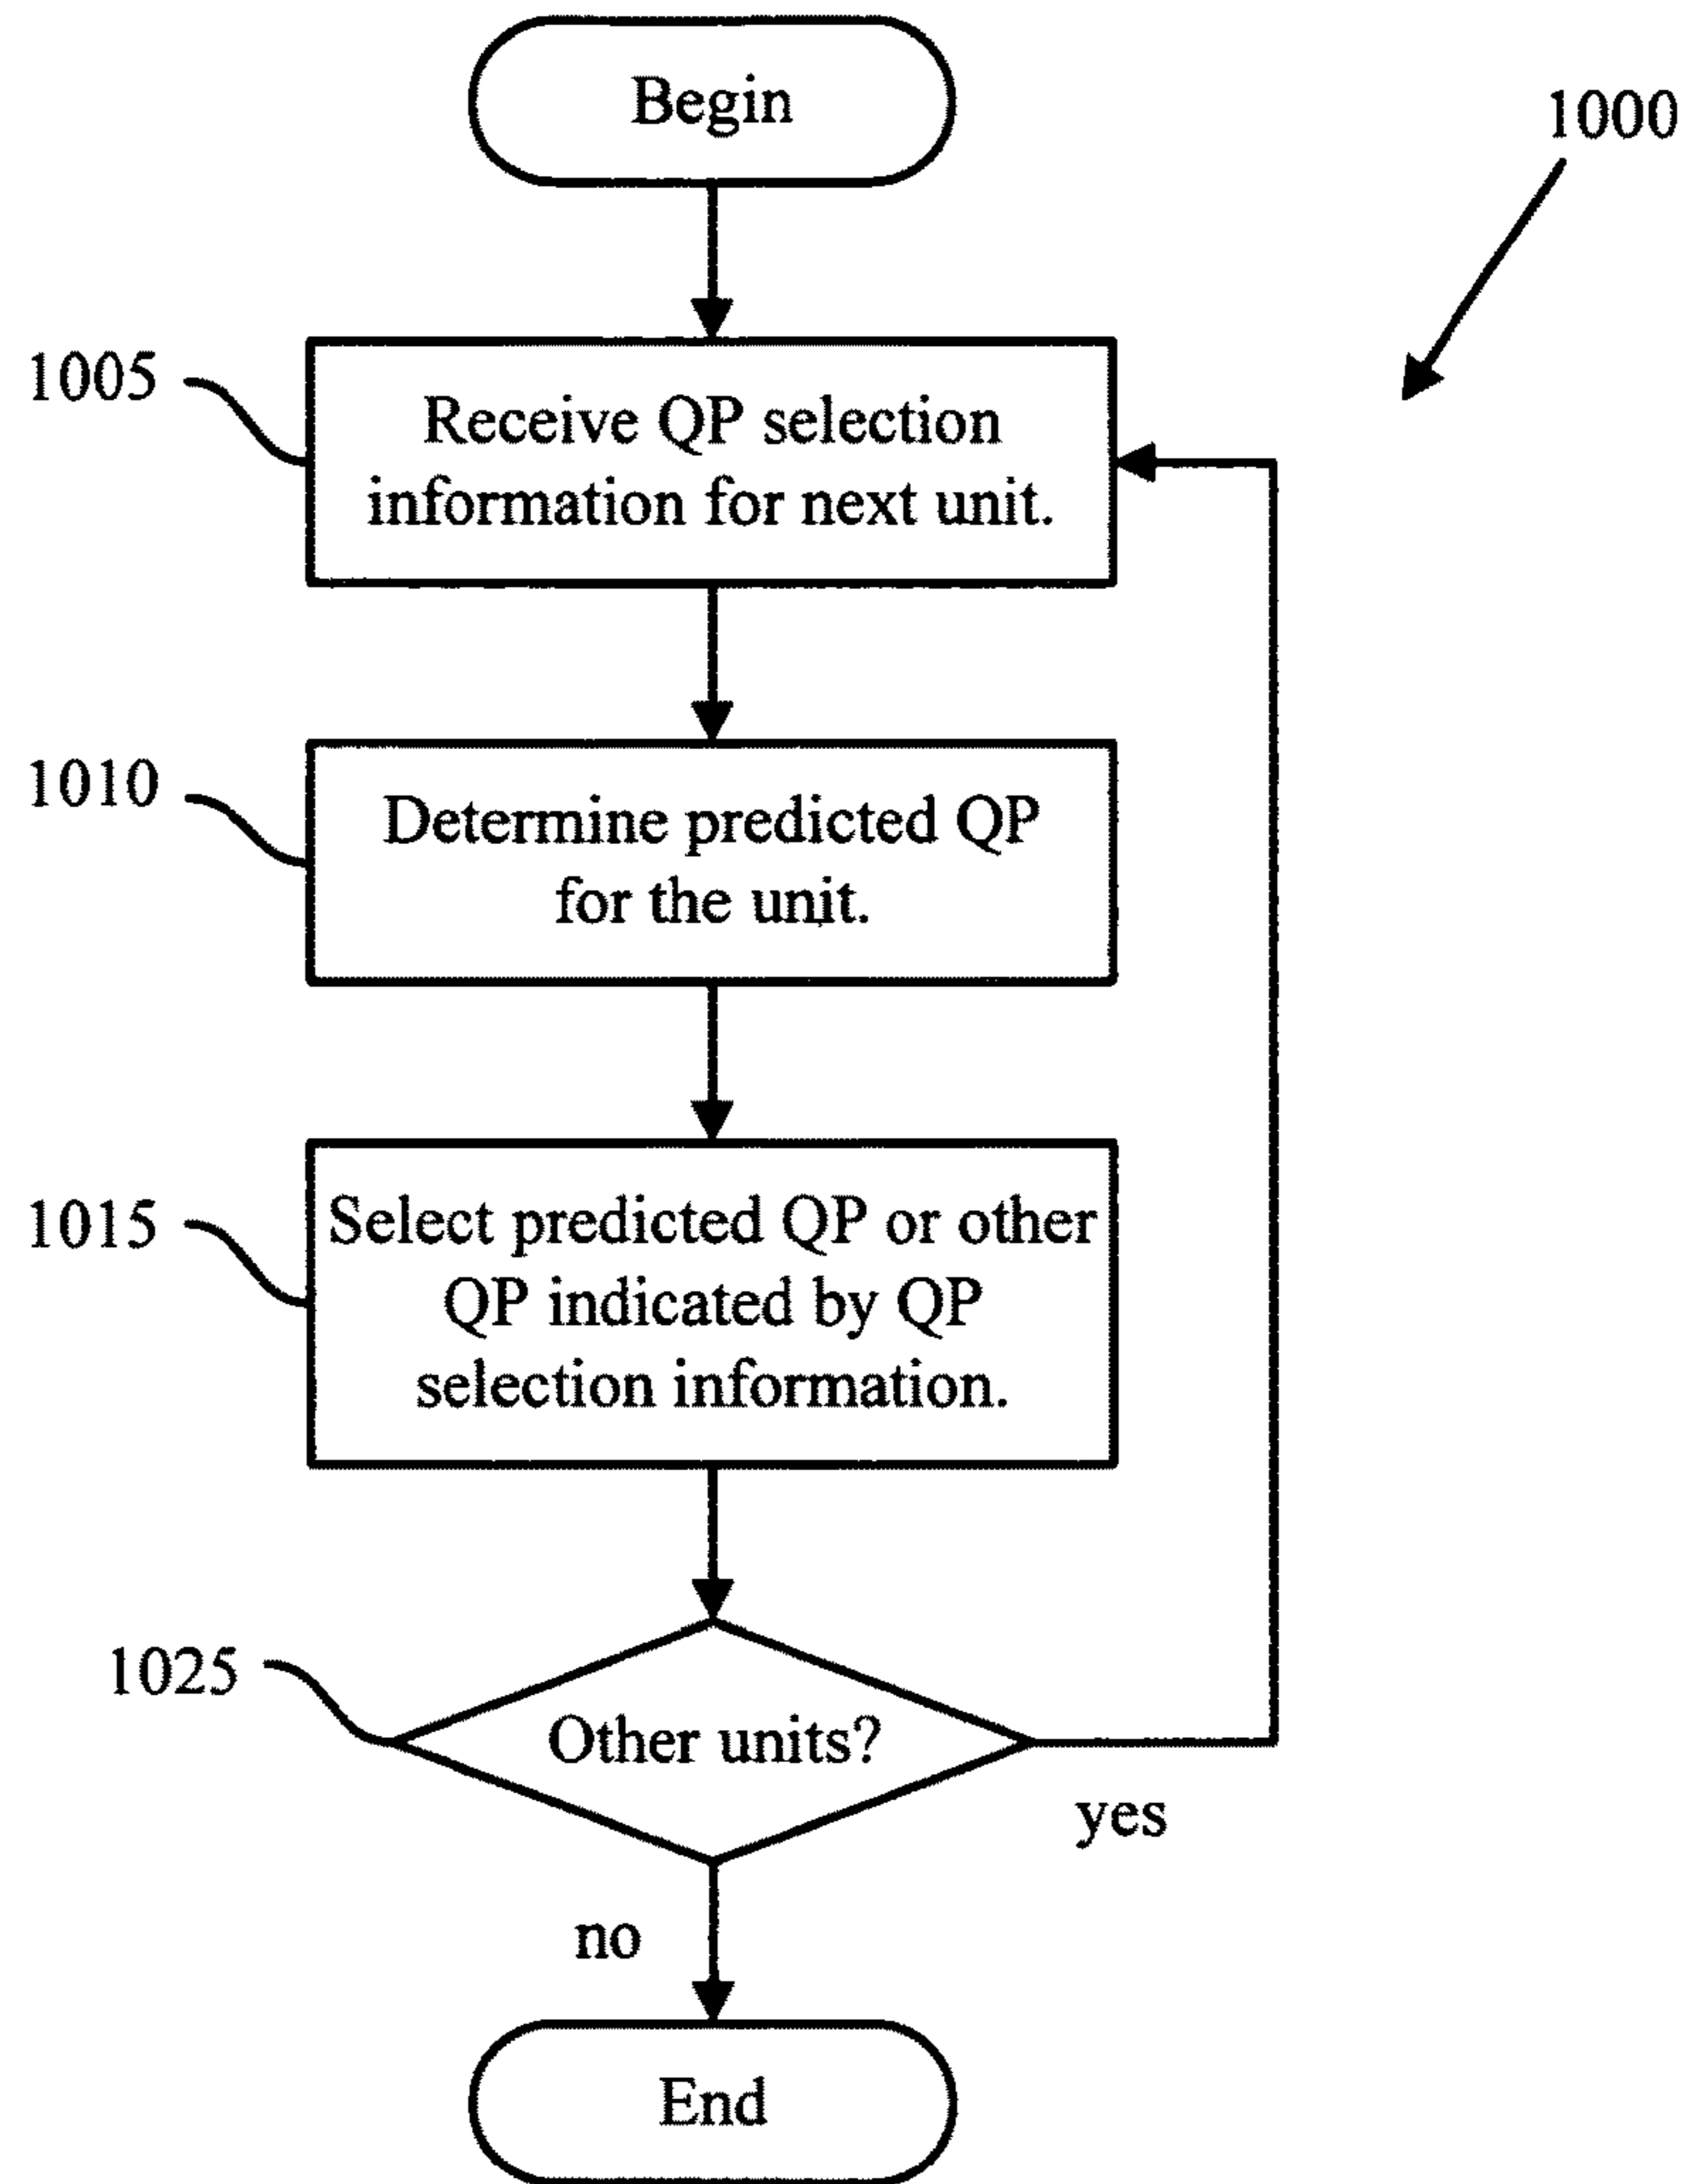 Begin
1000
1005
Receive QP selection
information for next unit.
1010
Determine predicted QP
for the unit.
1015
Select predicted QP or other
QP indicated by QP
selection information.
1025
Other units?
yes
no
End